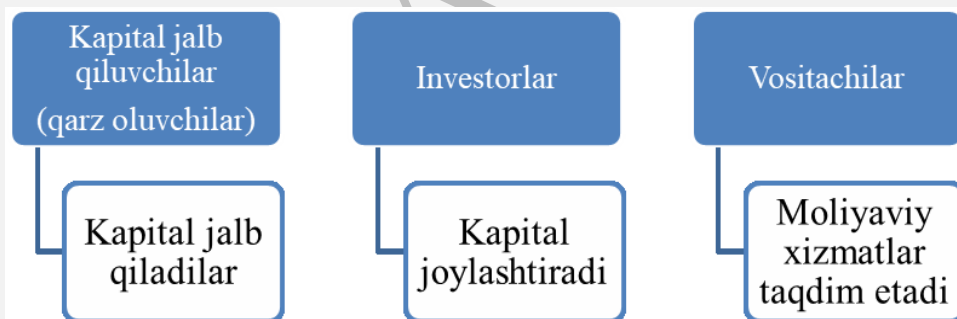 Kapital jalb
qiluvchilar
(qarz oluvchilar)
Kapital jalb
qiladilar
Investorlar
Kapital
joylashtiradi
Vositachilar
Moliyaviy
xizmatlar
taqdim etadi